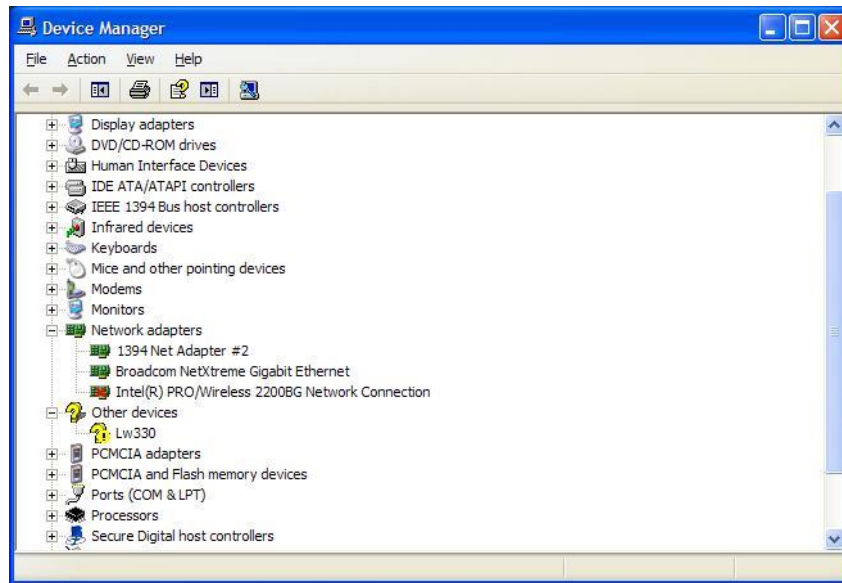 Device Manager
File Action View Help
Display adapters
DVD/CD-ROM drives
Human Interface Devices
IDE ATA/ATAPI controllers
IEEE 1394 Bus host controllers
Infrared devices
Keyboards
Mice and other pointing devices
Modems
Monitors
Network adapters
1394 Net Adapter #2
Broadcom NetXtreme Gigabit Ethernet
Intel(R) PRO/Wireless 2200BG Network Connection
Other devices
Lw330
PCMCIA adapters
PCMCIA and Flash memory devices
Ports (COM & LPT)
Processors
Secure Digital host controllers